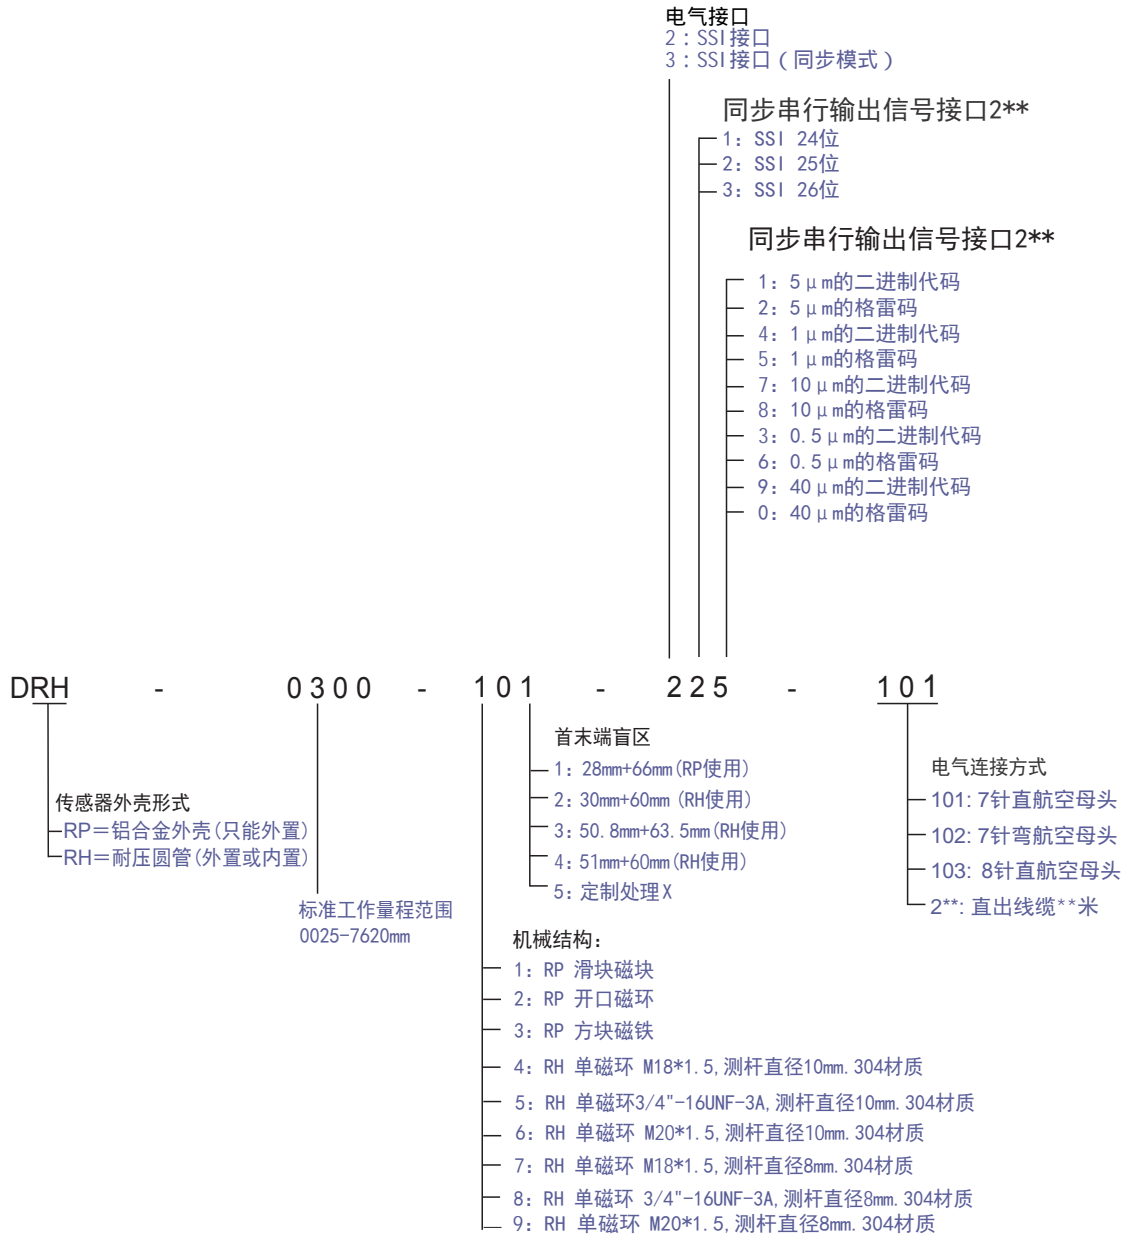 电气接口
2：SSI接口
3：SSI接口（同步模式）
同步串行输出信号接口2**
1: SSI 24位
2: SSI 25位
3: SSI 26位
同步串行输出信号接口2**
1: 5μm的二进制代码
2: 5μm的格雷码
4: 1μm的二进制代码
5: 1μm的格雷码
7: 10μm的二进制代码
8: 10μm的格雷码
3: 0.5μm的二进制代码
6: 0.5μm的格雷码
9: 40μm的二进制代码
0: 40μm的格雷码
DRH - 0300 - 101 - 225 - 101
传感器外壳形式
RP=铝合金外壳(只能外置)
RH=耐压圆管(外置或内置)
标准工作量程范围
0025-7620mm
首末端盲区
1: 28mm+66mm(RP使用)
2: 30mm+60mm (RH使用)
3: 50.8mm+63.5mm(RH使用)
4: 51mm+60mm(RH使用)
5: 定制处理X
电气连接方式
101: 7针直航空母头
102: 7针弯航空母头
103: 8针直航空母头
2**: 直出线缆**米
机械结构:
1: RP 滑块磁块
2: RP 开口磁环
3: RP 方块磁铁
4: RH 单磁环 M18*1.5,测杆直径10mm.304材质
5: RH 单磁环3/4"-16UNF-3A,测杆直径10mm.304材质
6: RH 单磁环 M20*1.5,测杆直径10mm.304材质
7: RH 单磁环 M18*1.5,测杆直径8mm.304材质
8: RH 单磁环 3/4"-16UNF-3A,测杆直径8mm.304材质
9: RH 单磁环 M20*1.5,测杆直径8mm.304材质